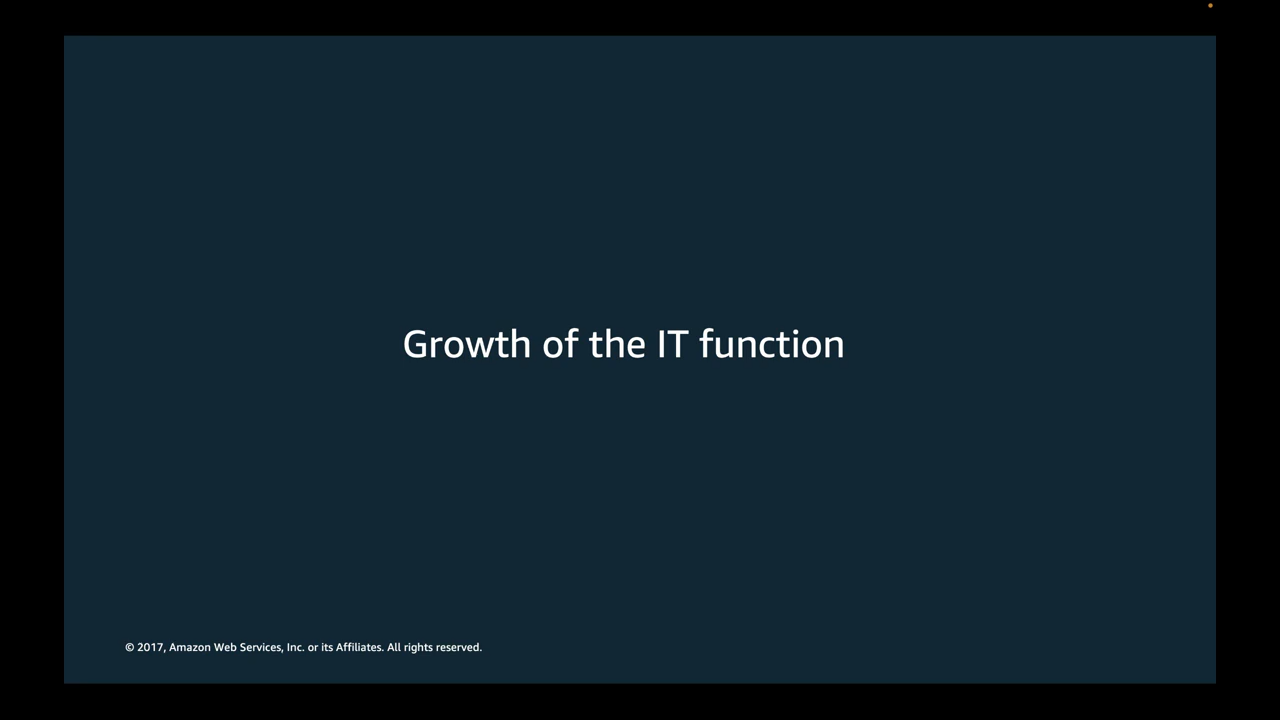 Growth of the IT function
© 2017, Amazon Web Services, Inc. or its Affiliates. All rights reserved.